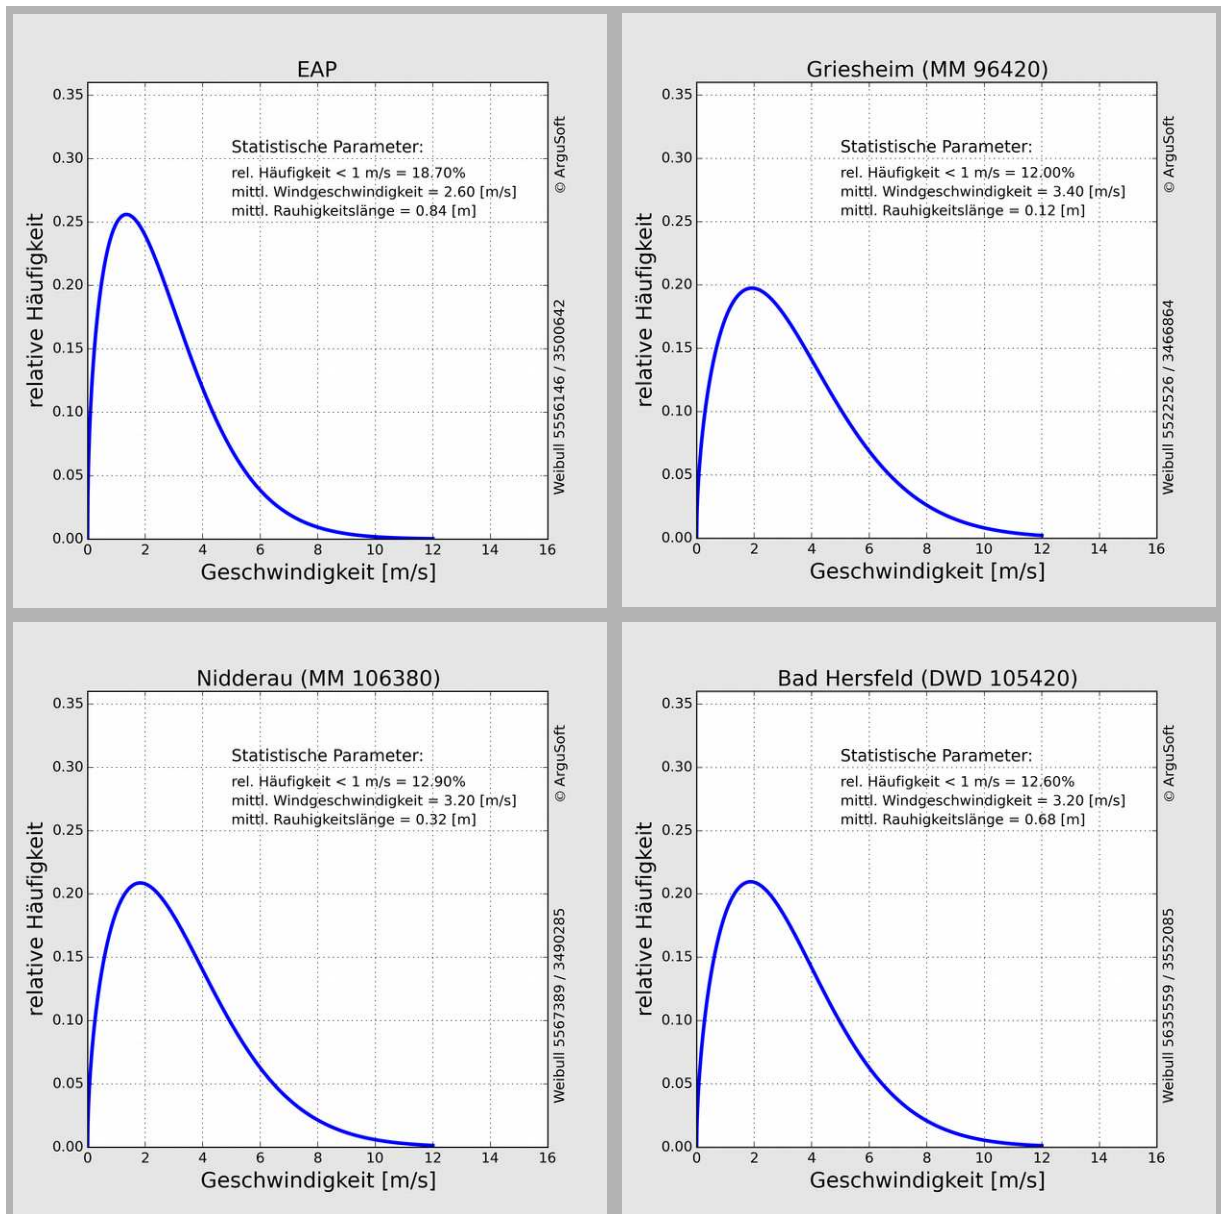 EAP
0.35
0.30
0.25
0.20
0.15
0.10
0.05
0.00
relative Häufigkeit
Statistische Parameter:
rel. Häufigkeit < 1 m/s = 18.70%
mittl. Windgeschwindigkeit = 2.60 [m/s]
mittl. Rauhigkeitslänge = 0.84 [m]
0 2 4 6 8 10 12 14 16
Geschwindigkeit [m/s]
© ArguSoft
Weibull 5556146 / 3500642
Griesheim (MM 96420)
0.35
0.30
0.25
0.20
0.15
0.10
0.05
0.00
relative Häufigkeit
Statistische Parameter:
rel. Häufigkeit < 1 m/s = 12.00%
mittl. Windgeschwindigkeit = 3.40 [m/s]
mittl. Rauhigkeitslänge = 0.12 [m]
0 2 4 6 8 10 12 14 16
Geschwindigkeit [m/s]
© ArguSoft
Weibull 5522526 / 3466864
Nidderau (MM 106380)
0.35
0.30
0.25
0.20
0.15
0.10
0.05
0.00
relative Häufigkeit
Statistische Parameter:
rel. Häufigkeit < 1 m/s = 12.90%
mittl. Windgeschwindigkeit = 3.20 [m/s]
mittl. Rauhigkeitslänge = 0.32 [m]
0 2 4 6 8 10 12 14 16
Geschwindigkeit [m/s]
© ArguSoft
Weibull 5567389 / 3490285
Bad Hersfeld (DWD 105420)
0.35
0.30
0.25
0.20
0.15
0.10
0.05
0.00
relative Häufigkeit
Statistische Parameter:
rel. Häufigkeit < 1 m/s = 12.60%
mittl. Windgeschwindigkeit = 3.20 [m/s]
mittl. Rauhigkeitslänge = 0.68 [m]
0 2 4 6 8 10 12 14 16
Geschwindigkeit [m/s]
© ArguSoft
Weibull 5635559 / 3552085